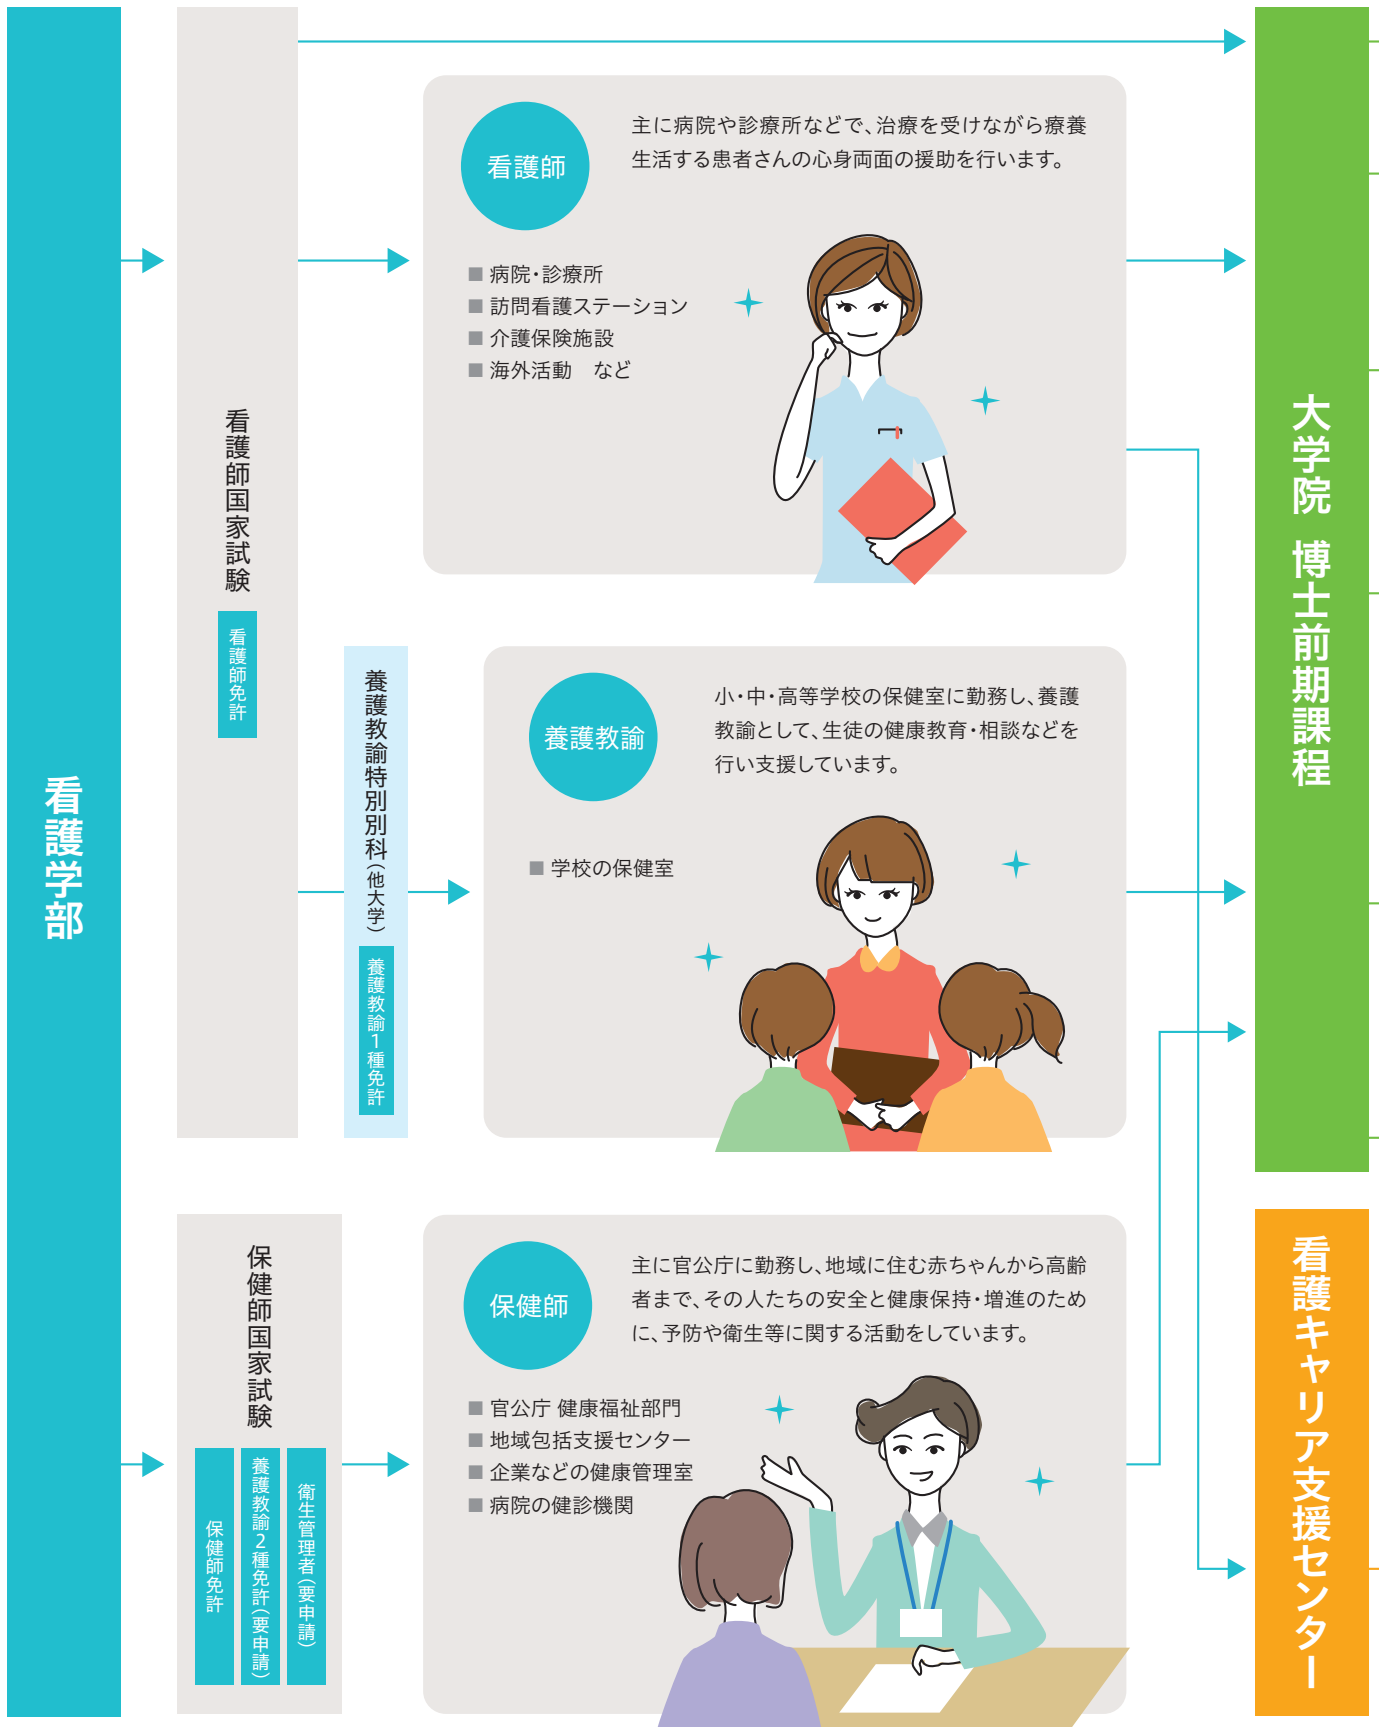 看護学部
看護師国家試験
看護師免許
看護師
主に病院や診療所などで、治療を受けながら療養
生活する患者さんの心身両面の援助を行います。
■ 病院・診療所
■ 訪問看護ステーション
■ 介護保険施設
■ 海外活動　など
養護教諭特別別科（他大学）
養護教諭1種免許
養護教諭
小・中・高等学校の保健室に勤務し、養護
教諭として、生徒の健康教育・相談などを
行い支援しています。
■ 学校の保健室
保健師国家試験
保健師免許
養護教諭2種免許（要申請）
衛生管理者（要申請）
保健師
主に官公庁に勤務し、地域に住む赤ちゃんから高齢
者まで、その人たちの安全と健康保持・増進のため
に、予防や衛生等に関する活動をしています。
■ 官公庁 健康福祉部門
■ 地域包括支援センター
■ 企業などの健康管理室
■ 病院の健診機関
大学院 博士前期課程
看護キャリア支援センター